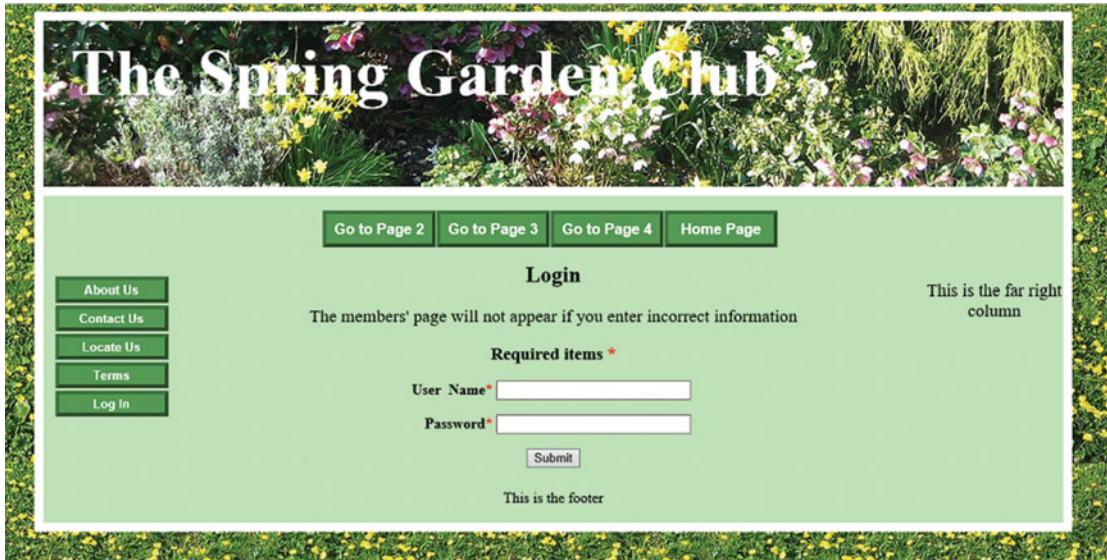 The Spring Garden Club
Go to Page 2 Go to Page 3 Go to Page 4 Home Page
About Us
Contact Us
Locate Us
Terms
Log In
Login
The members' page will not appear if you enter incorrect information
Required items *
User Name*
Password*
Submit
This is the far right
column
This is the footer